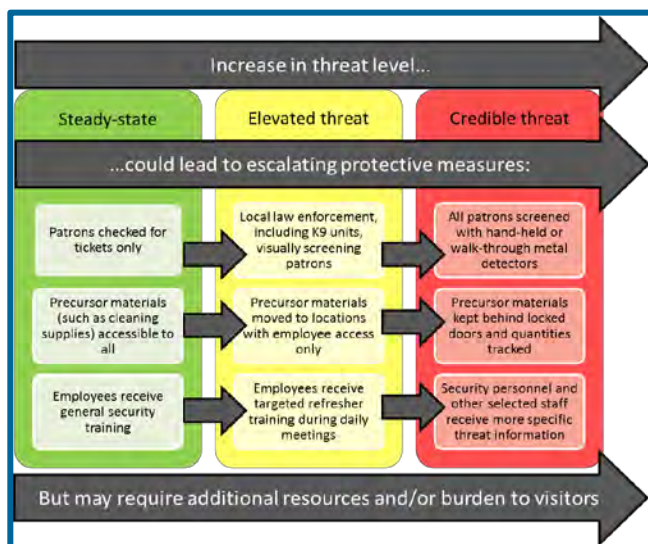 Increase in threat level...
Steady-state
Elevated threat
Credible threat
...could lead to escalating protective measures:
Patrons checked for
tickets only
Local law enforcement,
including K9 units,
visually screening
patrons
All patrons screened
with hand-held or
walk-through metal
detectors
Precursor materials
(such as cleaning
supplies) accessible to
all
Precursor materials
moved to locations
with employee access
only
Precursor materials
kept behind locked
doors and quantities
tracked
Employees receive
general security
training
Employees receive
targeted refresher
training during daily
meetings
Security personnel and
other selected staff
receive more specific
threat information
But may require additional resources and/or burden to visitors